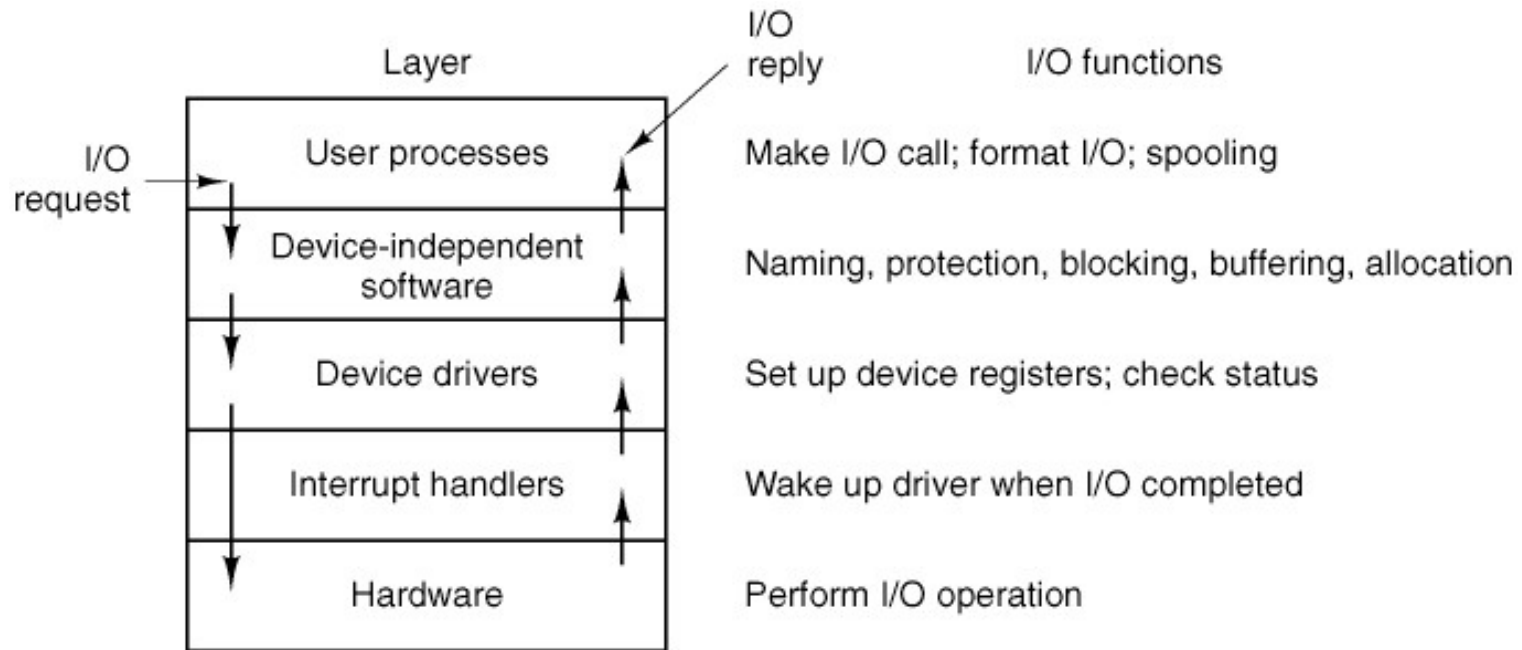 I/O
reply
Layer
I/O functions
I/O
request
User processes
Make I/O call; format I/O; spooling
Device-independent
software
Naming, protection, blocking, buffering, allocation
Device drivers
Set up device registers; check status
Interrupt handlers
Wake up driver when I/O completed
Hardware
Perform I/O operation